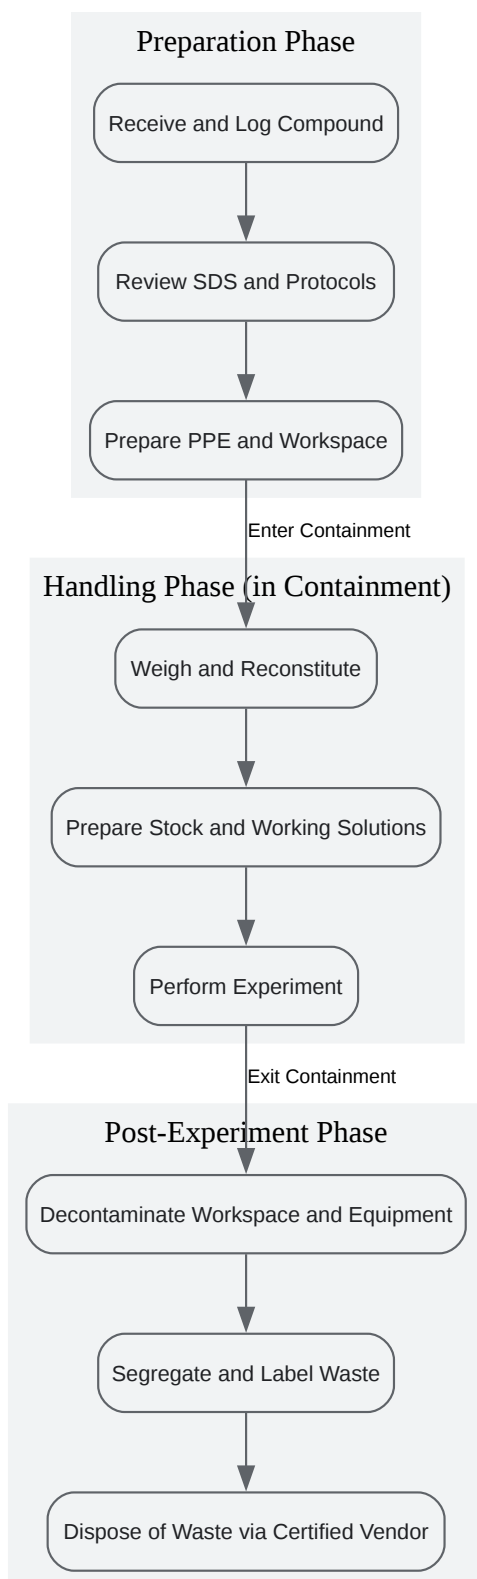 Preparation Phase
Receive and Log Compound
Review SDS and Protocols
Prepare PPE and Workspace
Enter Containment
Handling Phase (in Containment)
Weigh and Reconstitute
Prepare Stock and Working Solutions
Perform Experiment
Exit Containment
Post-Experiment Phase
Decontaminate Workspace and Equipment
Segregate and Label Waste
Dispose of Waste via Certified Vendor